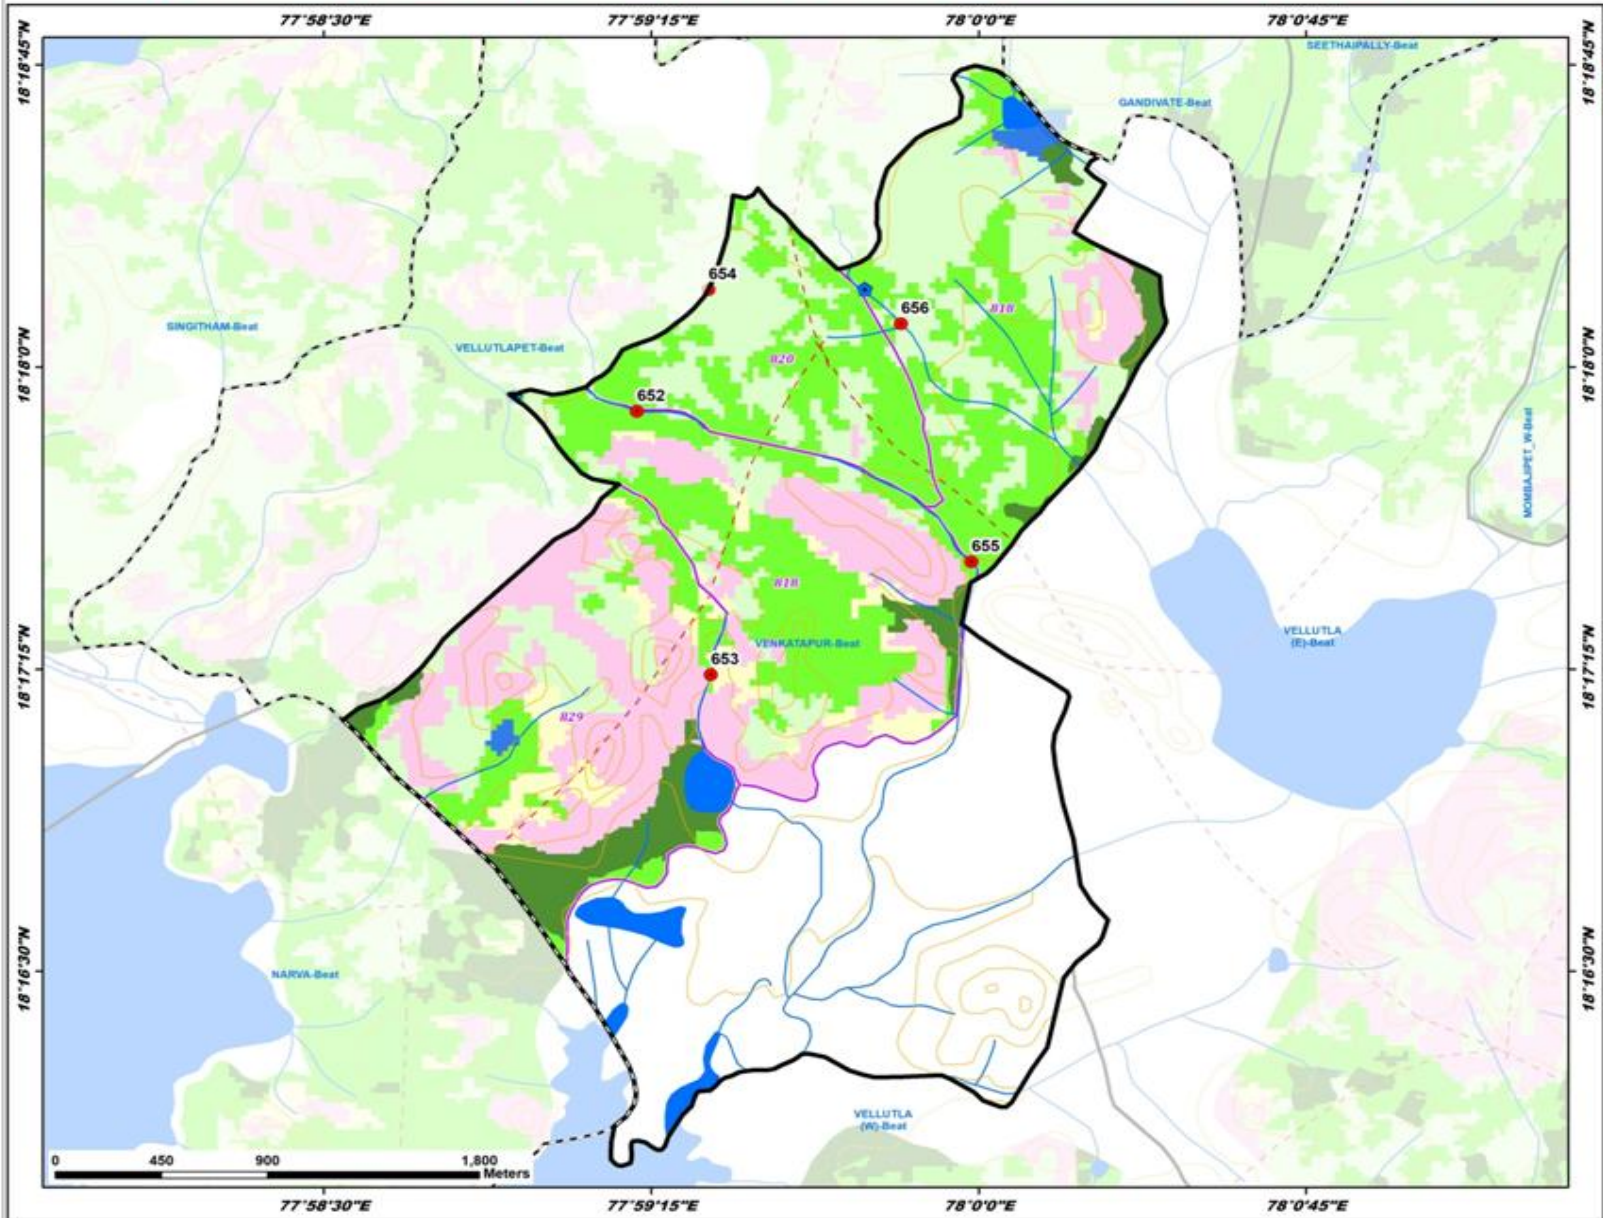 77°58'30"E 77°59'15"E 78°0'0"E 78°0'45"E
18°18'45"N
18°18'45"N
SEETHAIPALLY-Beat
GANDIVATE-Beat
654
656
818
SINGITHAM-Beat
VELLUTLAPET-Beat
820
18°18'0"N
18°18'0"N
652
MOMBAJIPET_W-Beat
655
818
VELLUTLA
(E)-Beat
VENKATAPUR-Beat
653
18°17'15"N
18°17'15"N
829
NARVA-Beat
18°16'30"N
18°16'30"N
VELLUTLA
(W)-Beat
0 450 900 1,800
Meters
77°58'30"E 77°59'15"E 78°0'0"E 78°0'45"E